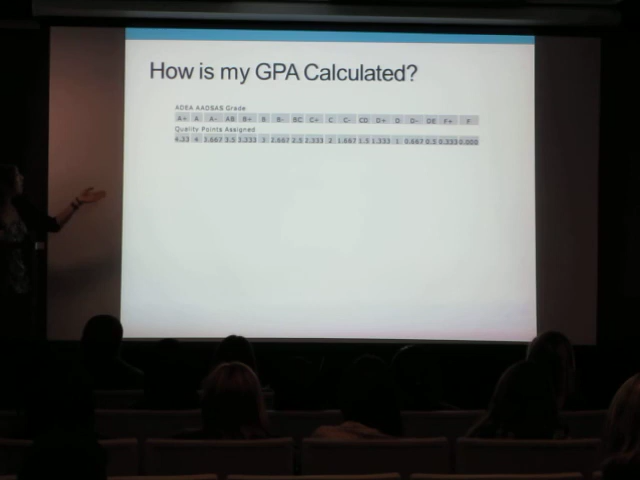 How is my GPA Calculated?
ADEA AADSAS Grade
A+ A A- AB B+ B B- BC C+ C C- CD D+ D D- DE F+ F
Quality Points Assigned
4.33 4 3.667 3.5 3.333 3 2.667 2.5 2.333 2 1.667 1.5 1.333 1 0.667 0.5 0.333 0.000